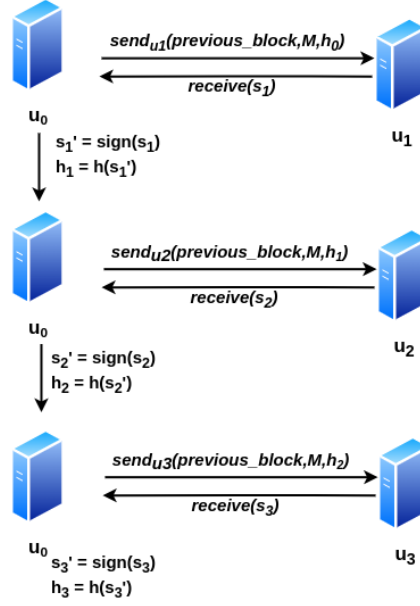 send_u1(previous_block,M,h_0)
receive(s_1)
u_0
u_1
s_1' = sign(s_1)
h_1 = h(s_1')
send_u2(previous_block,M,h_1)
receive(s_2)
u_0
u_2
s_2' = sign(s_2)
h_2 = h(s_2')
send_u3(previous_block,M,h_2)
receive(s_3)
u_0
u_3
s_3' = sign(s_3)
h_3 = h(s_3')